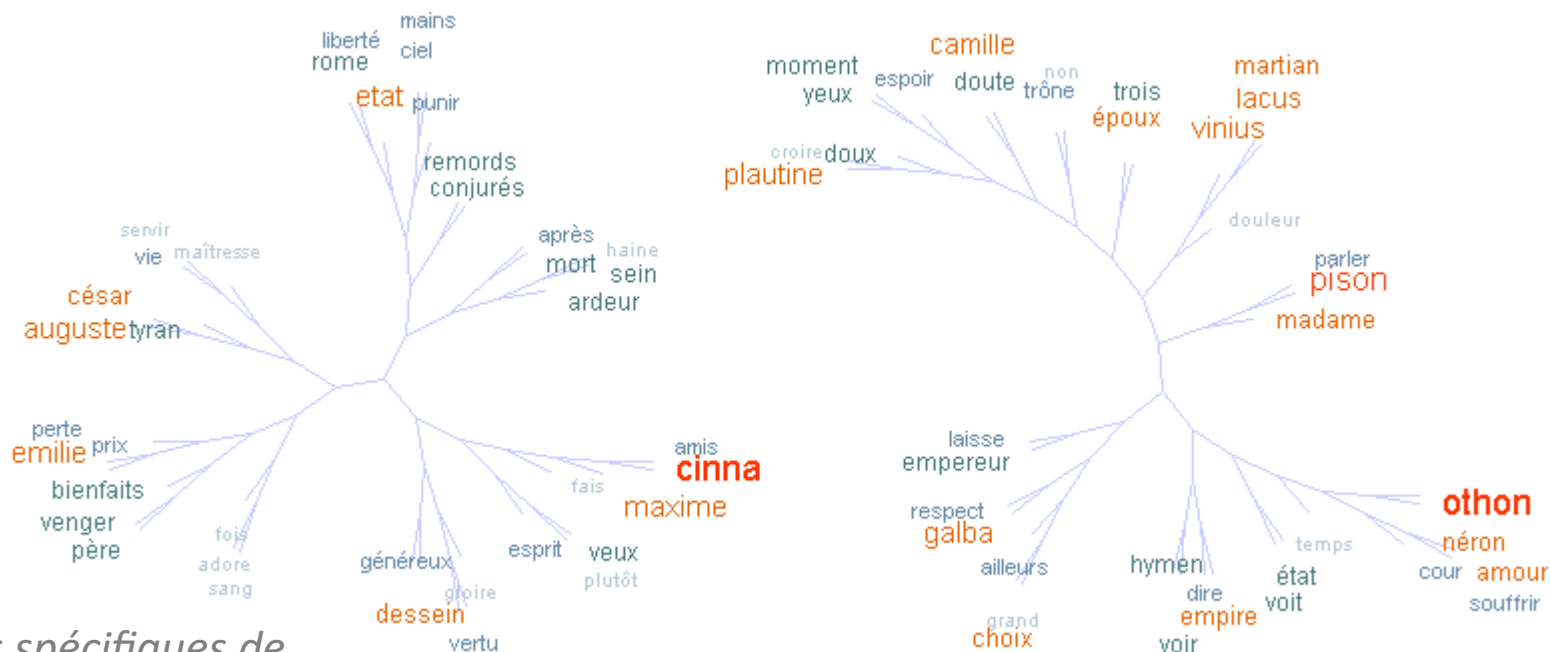 mains
liberté
ciel
rome
etat
punir
remords
conjurés
servir
vie
maîtresse
après
haine
mort
sein
ardeur
césar
auguste
tyran
perte
prix
emilie
bienfaits
venger
père
fois
adore
sang
généreux
gloire
dessein
vertu
esprit
veux
plutôt
amis
cinna
fais
maxime
s spécifiques de
camille
moment
yeux
espoir
doute
non
trône
trois
époux
martian
lacus
vinius
croire
doux
plautine
douleur
parler
pison
madame
laisse
empereur
respect
galba
ailleurs
grand
choix
hymen
dire
empire
voir
état
voit
temps
othon
néron
cour
amour
souffrir